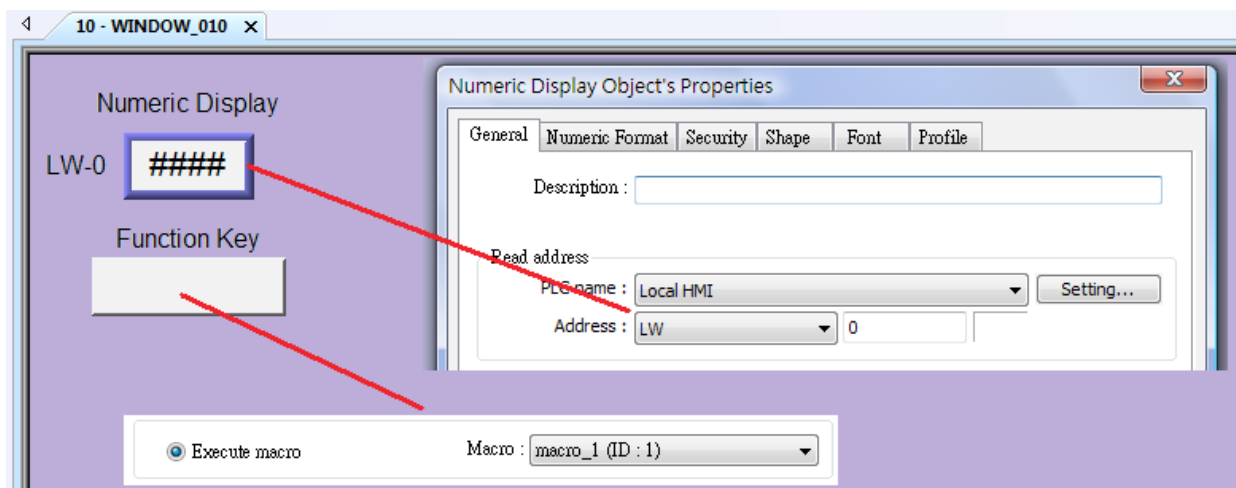 10 - WINDOW_010
Numeric Display
LW-0 ####
Function Key
Numeric Display Object's Properties
General Numeric Format Security Shape Font Profile
Description :
Read address
PLC name : Local HMI Setting...
Address : LW 0
Execute macro Macro : macro_1 (ID : 1)